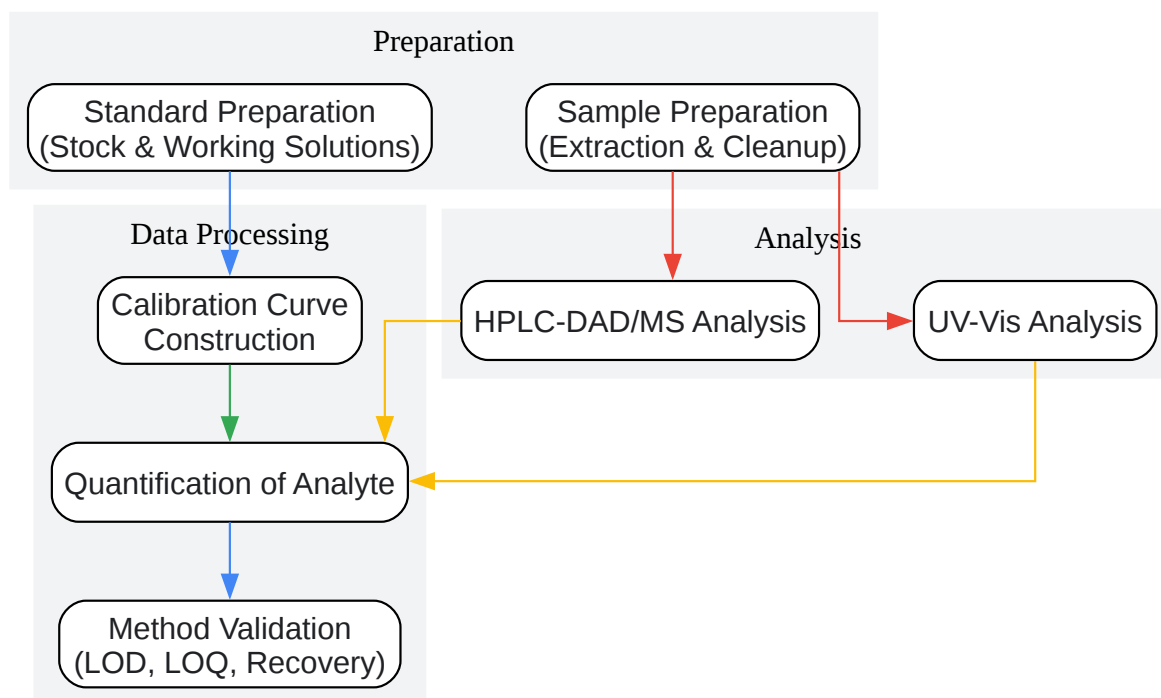 Preparation
Standard Preparation
(Stock & Working Solutions)
Sample Preparation
(Extraction & Cleanup)
Data Processing
Analysis
Calibration Curve
Construction
HPLC-DAD/MS Analysis
UV-Vis Analysis
Quantification of Analyte
Method Validation
(LOD, LOQ, Recovery)